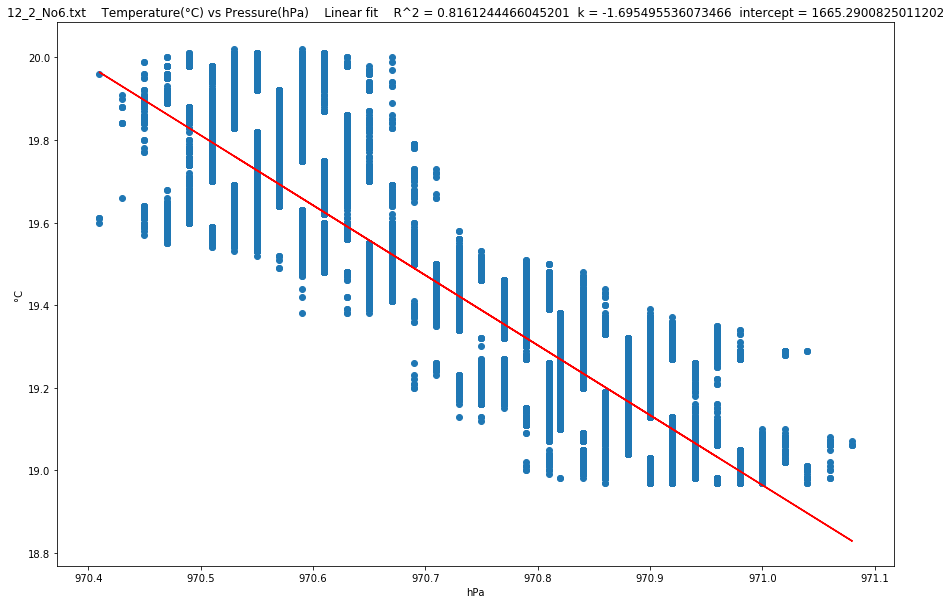 12_2_No6.txt    Temperature(°C) vs Pressure(hPa)    Linear fit    R^2 = 0.8161244466045201  k = -1.695495536073466  intercept = 1665.2900825011202
20.0
19.8
19.6
19.4
19.2
19.0
18.8
°C
970.4 970.5 970.6 970.7 970.8 970.9 971.0 971.1
hPa